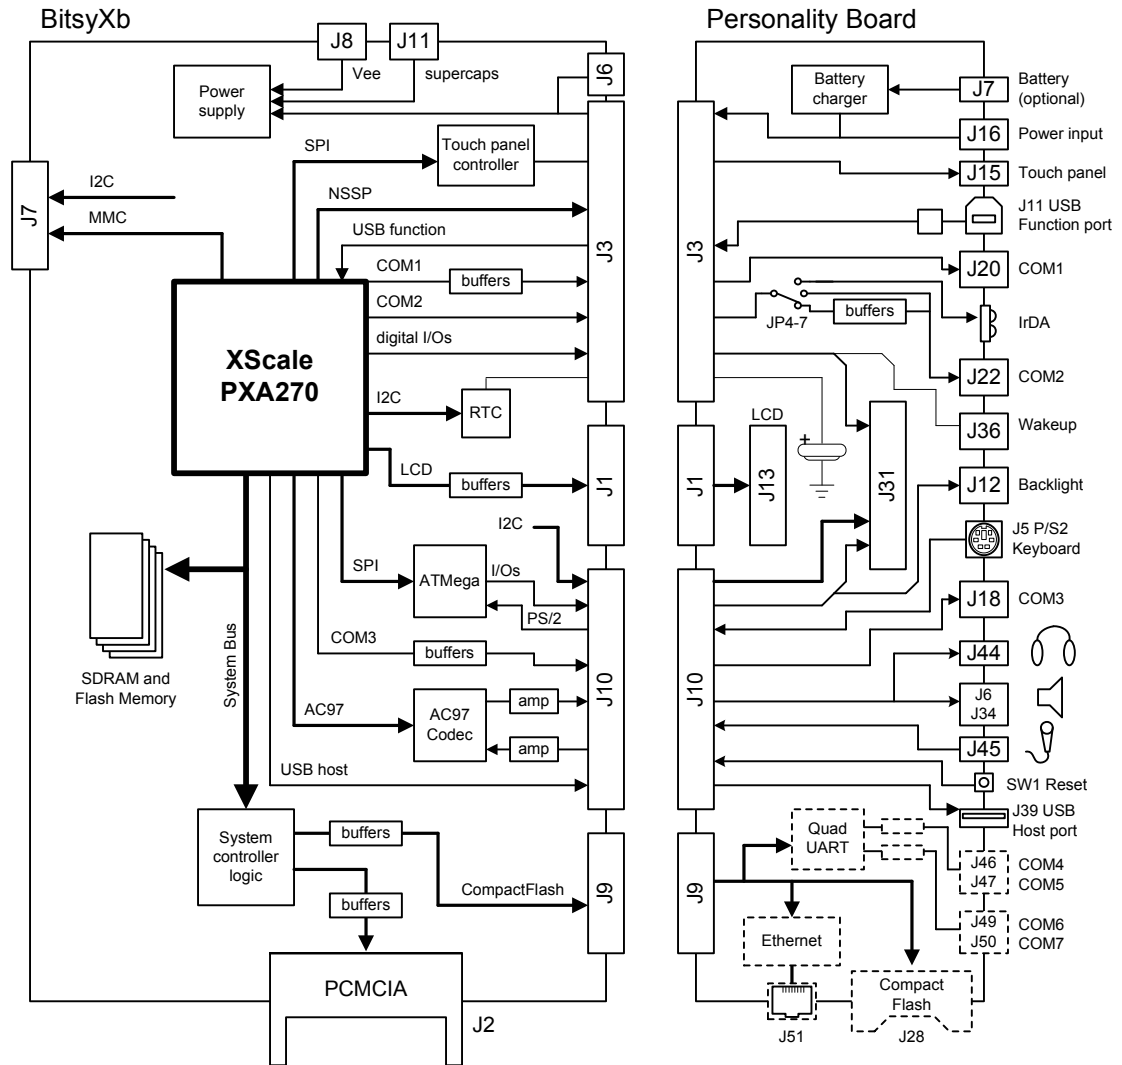 BitsyXb
Personality Board
J8
J11
Vee
supercaps
J6
Power
supply
SPI
Touch panel
controller
J7
I2C
MMC
NSSP
USB function
J3
COM1
buffers
COM2
digital I/Os
XScale
PXA270
I2C
RTC
LCD
buffers
J1
I2C
SPI
ATMega
I/Os
PS/2
COM3
buffers
J10
SDRAM and
Flash Memory
System Bus
AC97
AC97
Codec
amp
amp
USB host
System
controller
logic
buffers
buffers
CompactFlash
J9
PCMCIA
J2
Battery
charger
J7
Battery
(optional)
J16
Power input
J15
Touch panel
J11 USB
Function port
J3
J20
COM1
JP4-7
buffers
IrDA
J22
COM2
J36
Wakeup
LCD
J13
+
J31
J1
J12
Backlight
J5 P/S2
Keyboard
J18
COM3
J10
J44
J6
J34
J45
SW1 Reset
J39 USB
Host port
Quad
UART
J46
J47
COM4
COM5
J9
J49
J50
COM6
COM7
Ethernet
Compact
Flash
J51
J28